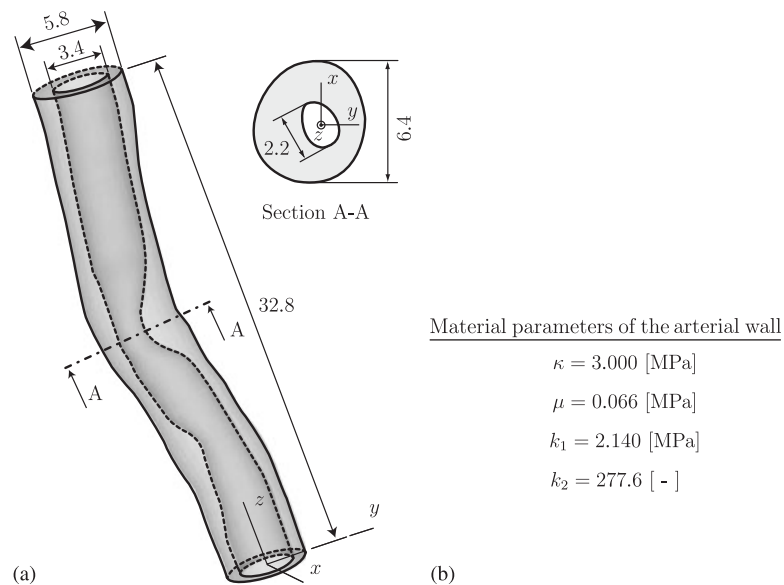 5.8
3.4
x
y
z
2.2
6.4
Section A-A
32.8
A
A
z
y
x
(a)
Material parameters of the arterial wall
κ = 3.000 [MPa]
μ = 0.066 [MPa]
k₁ = 2.140 [MPa]
k₂ = 277.6 [ - ]
(b)